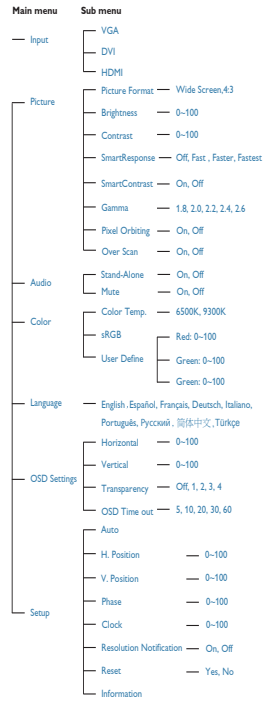 Main menu Sub menu
Input
VGA
DVI
HDMI
Picture
Picture Format Wide Screen,4:3
Brightness 0~100
Contrast 0~100
SmartResponse Off, Fast , Faster, Fastest
SmartContrast On, Off
Gamma 1.8, 2.0, 2.2, 2.4, 2.6
Pixel Orbiting On, Off
Over Scan On, Off
Audio
Stand-Alone On, Off
Mute On, Off
Color
Color Temp. 6500K, 9300K
sRGB
User Define
Red: 0~100
Green: 0~100
Green: 0~100
Language
English ,Español, Français, Deutsch, Italiano,
Português, Русский , 简体中文 ,Türkçe
OSD Settings
Horizontal 0~100
Vertical 0~100
Transparency Off, 1, 2, 3, 4
OSD Time out 5, 10, 20, 30, 60
Setup
Auto
H. Position 0~100
V. Position 0~100
Phase 0~100
Clock 0~100
Resolution Notification On, Off
Reset Yes, No
Information